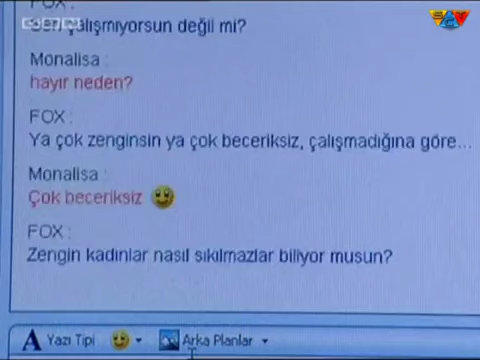 FOX :
Sen çalışmıyorsun değil mi?
Monalisa :
hayır neden?
FOX :
Ya çok zenginsin ya çok beceriksiz, çalışmadığına göre...
Monalisa :
Çok beceriksiz
FOX :
Zengin kadınlar nasıl sıkılmazlar biliyor musun?
A Yazı Tipi Arka Planlar